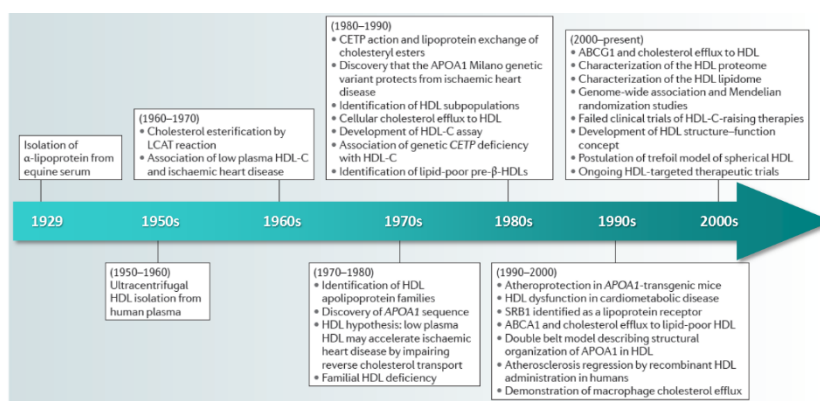 (1980–1990)
• CETP action and lipoprotein exchange of
cholesteryl esters
• Discovery that the APOA1 Milano genetic
variant protects from ischaemic heart
disease
• Identification of HDL subpopulations
• Cellular cholesterol efflux to HDL
• Development of HDL-C assay
• Association of genetic CETP deficiency
with HDL-C
• Identification of lipid-poor pre-β-HDLs
(2000–present)
• ABCG1 and cholesterol efflux to HDL
• Characterization of the HDL proteome
• Characterization of the HDL lipidome
• Genome-wide association and Mendelian
randomization studies
• Failed clinical trials of HDL-C-raising therapies
• Development of HDL structure–function
concept
• Postulation of trefoil model of spherical HDL
• Ongoing HDL-targeted therapeutic trials
(1960–1970)
• Cholesterol esterification by
LCAT reaction
• Association of low plasma HDL-C
and ischaemic heart disease
Isolation of
α-lipoprotein from
equine serum
1929 1950s 1960s 1970s 1980s 1990s 2000s
(1950–1960)
Ultracentrifugal
HDL isolation from
human plasma
(1970–1980)
• Identification of HDL
apolipoprotein families
• Discovery of APOA1 sequence
• HDL hypothesis: low plasma
HDL may accelerate ischaemic
heart disease by impairing
reverse cholesterol transport
• Familial HDL deficiency
(1990–2000)
• Atheroprotection in APOA1-transgenic mice
• HDL dysfunction in cardiometabolic disease
• SRB1 identified as a lipoprotein receptor
• ABCA1 and cholesterol efflux to lipid-poor HDL
• Double belt model describing structural
organization of APOA1 in HDL
• Atherosclerosis regression by recombinant HDL
administration in humans
• Demonstration of macrophage cholesterol efflux